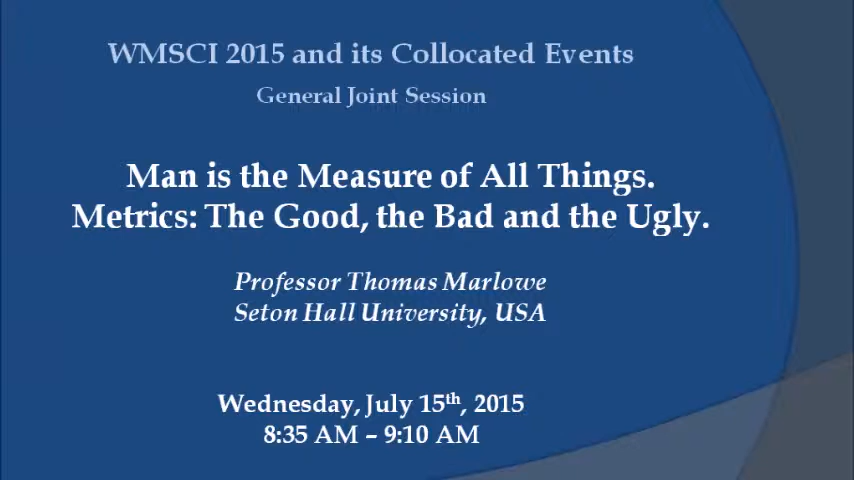 WMSCI 2015 and its Collocated Events
General Joint Session
Man is the Measure of All Things.
Metrics: The Good, the Bad and the Ugly.
Professor Thomas Marlowe
Seton Hall University, USA
Wednesday, July 15th, 2015
8:35 AM – 9:10 AM